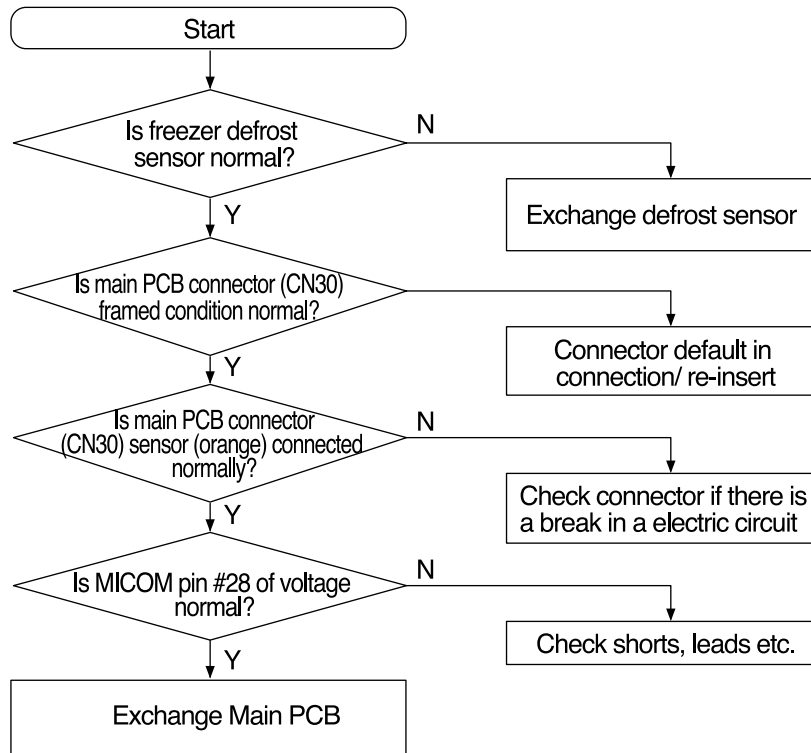 Start
Is freezer defrost
sensor normal?
N
Exchange defrost sensor
Y
Is main PCB connector (CN30)
framed condition normal?
Connector default in
connection/ re-insert
Y
Is main PCB connector
(CN30) sensor (orange) connected
normally?
N
Check connector if there is
a break in a electric circuit
Y
Is MICOM pin #28 of voltage
normal?
N
Check shorts, leads etc.
Y
Exchange Main PCB